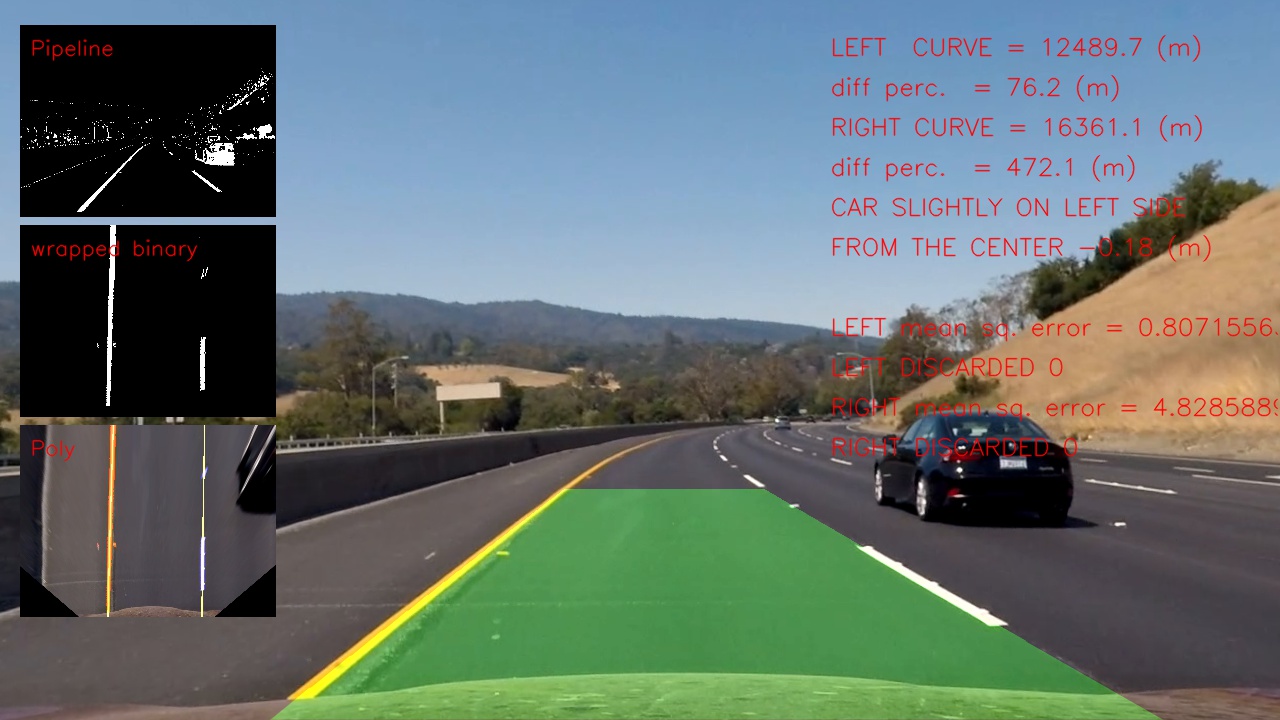 Pipeline
wrapped binary
Poly
LEFT CURVE = 12489.7 (m)
diff perc. = 76.2 (m)
RIGHT CURVE = 16361.1 (m)
diff perc. = 472.1 (m)
CAR SLIGHTLY ON LEFT SIDE
FROM THE CENTER -0.18 (m)
LEFT mean sq. error = 0.8071556.
LEFT DISCARDED 0
RIGHT mean sq. error = 4.828588
RIGHT DISCARDED 0